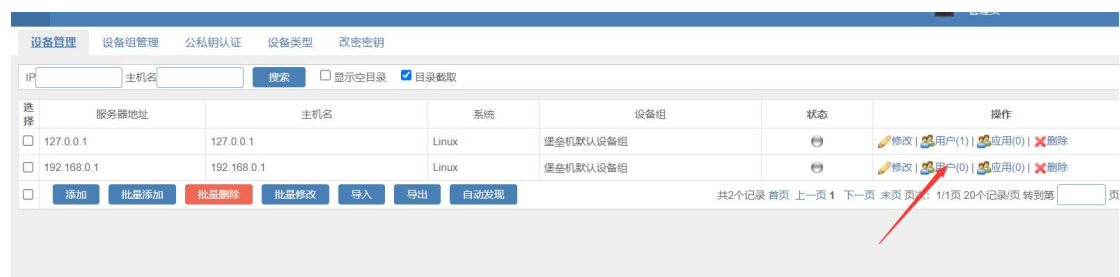 管理员
设备管理 设备组管理 公私钥认证 设备类型 改密密钥
IP 主机名 搜索 显示空目录 目录截取
选择 服务器地址 主机名 系统 设备组 状态 操作
127.0.0.1 127.0.0.1 Linux 堡垒机默认设备组 修改 | 用户(1) | 应用(0) | 删除
192.168.0.1 192.168.0.1 Linux 堡垒机默认设备组 修改 | 用户(0) | 应用(0) | 删除
添加 批量添加 批量删除 批量修改 导入 导出 自动发现 共2个记录 首页 上一页 1 下一页 末页 页次: 1/1页 20个记录/页 转到第 页